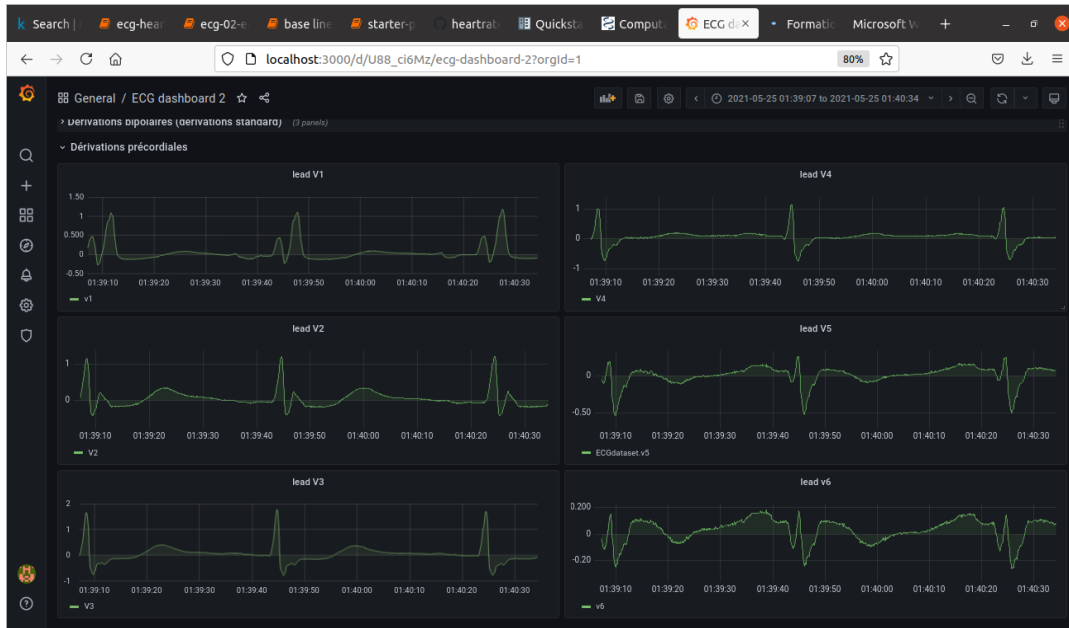 Search | ecg-hear ecg-02-e base line starter-p heartrat Quicksta Comput ECG da Formatic Microsoft W
localhost:3000/d/U88_ci6Mz/ecg-dashboard-2?orgId=1 80%
General / ECG dashboard 2 2021-05-25 01:39:07 to 2021-05-25 01:40:34
Dérivations bipolaires (dérivations standard) (3 panels)
Dérivations précordiales
lead V1
1.50
1
0.500
0
-0.50
01:39:10 01:39:20 01:39:30 01:39:40 01:39:50 01:40:00 01:40:10 01:40:20 01:40:30
v1
lead V4
1
0
-1
01:39:10 01:39:20 01:39:30 01:39:40 01:39:50 01:40:00 01:40:10 01:40:20 01:40:30
V4
lead V2
1
0
01:39:10 01:39:20 01:39:30 01:39:40 01:39:50 01:40:00 01:40:10 01:40:20 01:40:30
V2
lead V5
0
-0.50
01:39:10 01:39:20 01:39:30 01:39:40 01:39:50 01:40:00 01:40:10 01:40:20 01:40:30
ECGdataset.v5
lead V3
2
1
0
-1
01:39:10 01:39:20 01:39:30 01:39:40 01:39:50 01:40:00 01:40:10 01:40:20 01:40:30
V3
lead v6
0.200
0
-0.20
01:39:10 01:39:20 01:39:30 01:39:40 01:39:50 01:40:00 01:40:10 01:40:20 01:40:30
v6